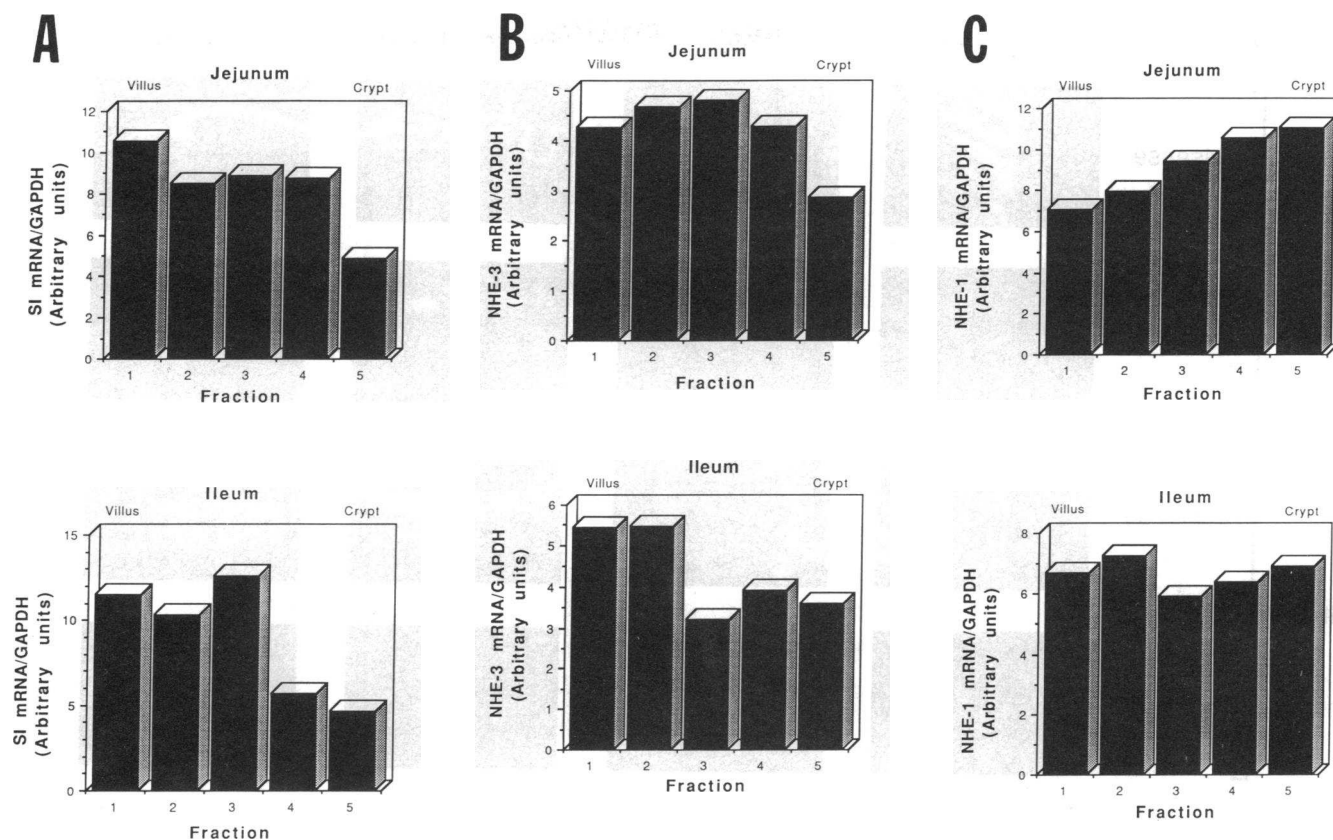 A
Jejunum
Villus
Crypt
SI mRNA/GAPDH
(Arbitrary units)
12
10
8
6
4
2
0
1 2 3 4 5
Fraction
B
Jejunum
Villus
Crypt
NHE-3 mRNA/GAPDH
(Arbitrary units)
5
4
3
2
1
0
1 2 3 4 5
Fraction
C
Jejunum
Villus
Crypt
NHE-1 mRNA/GAPDH
(Arbitrary units)
12
10
8
6
4
2
0
1 2 3 4 5
Fraction
Ileum
Villus
Crypt
SI mRNA/GAPDH
(Arbitrary units)
15
10
5
0
1 2 3 4 5
Fraction
Ileum
Villus
Crypt
NHE-3 mRNA/GAPDH
(Arbitrary units)
6
5
4
3
2
1
0
1 2 3 4 5
Fraction
Ileum
Villus
Crypt
NHE-1 mRNA/GAPDH
(Arbitrary units)
8
6
4
2
0
1 2 3 4 5
Fraction